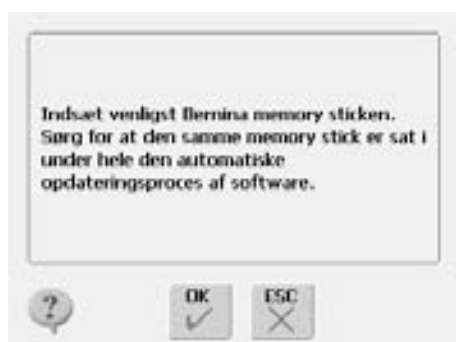 Indsæt venligst Bernina memory sticken.
Sørg for at den samme memory stick er sat i
under hele den automatiske
opdateringsproces af software.
?
OK
ESC